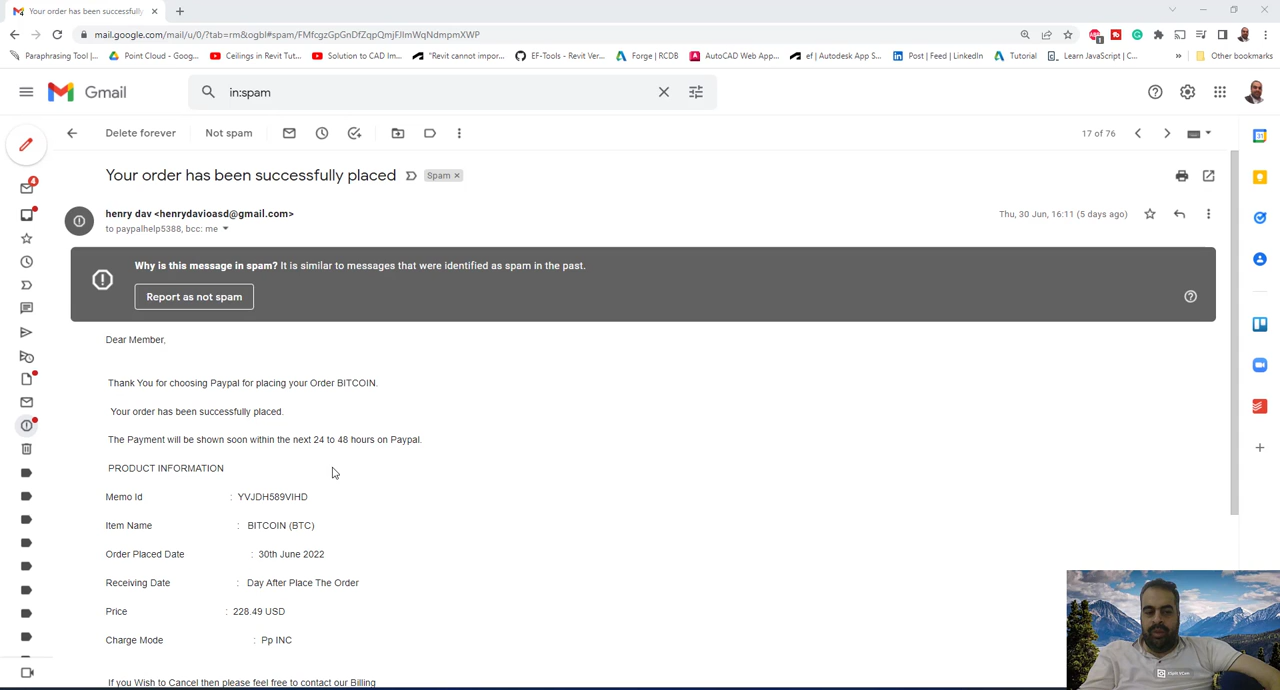 Your order has been successfully
mail.google.com/mail/u/0/?tab=rm&ogbl#spam/FMfcgzGpGnDfZqpQmjFJlmWqNdmpmXWP
Paraphrasing Tool |...
Point Cloud - Goog...
Ceilings in Revit Tut...
Solution to CAD Im...
"Revit cannot impor...
EF-Tools - Revit Ver...
Forge | RCDB
AutoCAD Web App...
ef | Autodesk App S...
Post | Feed | LinkedIn
Tutorial
Learn JavaScript | C...
»
Other bookmarks
Gmail
in:spam
Delete forever
Not spam
17 of 76
4
Your order has been successfully placed
Spam ×
henry dav <henrydavioasd@gmail.com>
Thu, 30 Jun, 16:11 (5 days ago)
to paypalhelp5388, bcc: me
Why is this message in spam? It is similar to messages that were identified as spam in the past.
Report as not spam
Dear Member,
Thank You for choosing Paypal for placing your Order BITCOIN.
Your order has been successfully placed.
The Payment will be shown soon within the next 24 to 48 hours on Paypal.
PRODUCT INFORMATION
Memo Id : YVJDH589VIHD
Item Name : BITCOIN (BTC)
Order Placed Date : 30th June 2022
Receiving Date : Day After Place The Order
Price : 228.49 USD
Charge Mode : Pp INC
If you Wish to Cancel then please feel free to contact our Billing